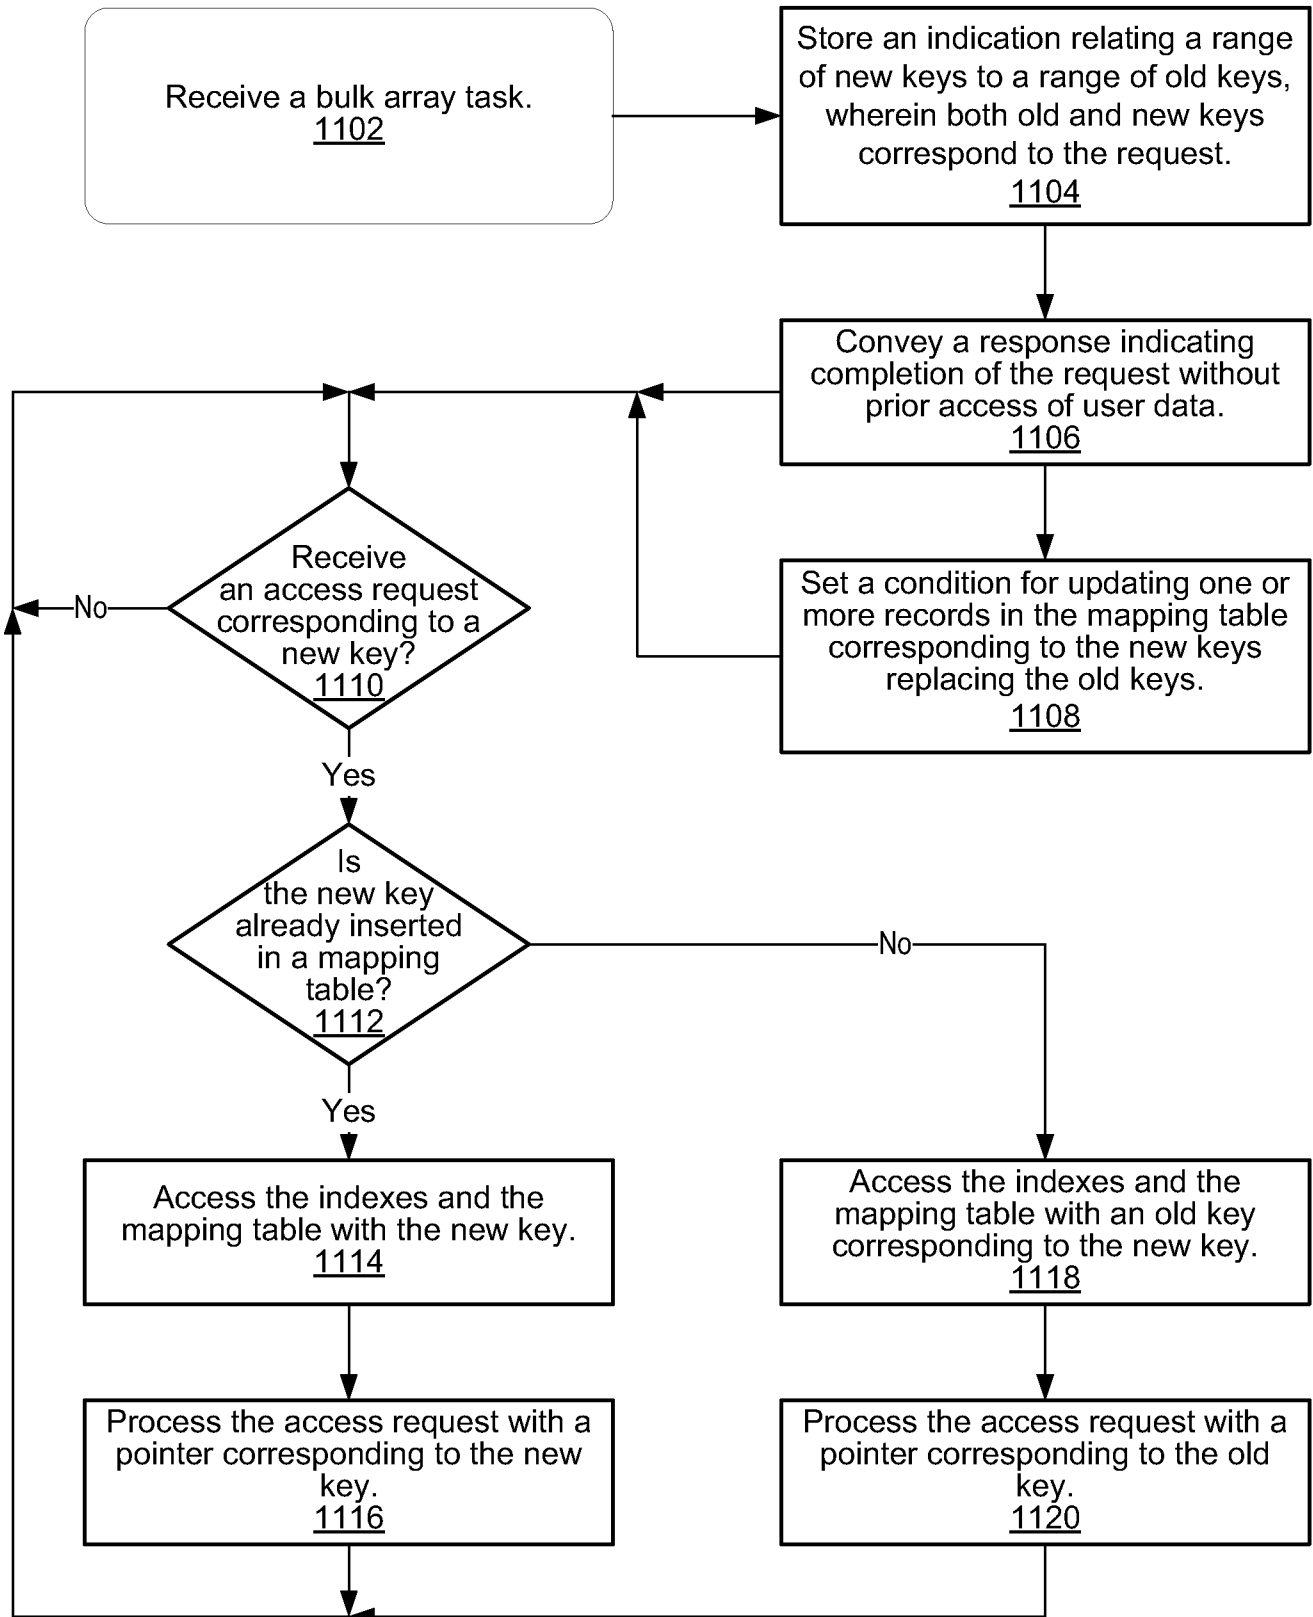 Receive a bulk array task.
1102
Store an indication relating a range
of new keys to a range of old keys,
wherein both old and new keys
correspond to the request.
1104
Convey a response indicating
completion of the request without
prior access of user data.
1106
Set a condition for updating one or
more records in the mapping table
corresponding to the new keys
replacing the old keys.
1108
Receive
an access request
corresponding to a
new key?
1110
No
Yes
Is
the new key
already inserted
in a mapping
table?
1112
No
Yes
Access the indexes and the
mapping table with the new key.
1114
Process the access request with a
pointer corresponding to the new
key.
1116
Access the indexes and the
mapping table with an old key
corresponding to the new key.
1118
Process the access request with a
pointer corresponding to the old
key.
1120